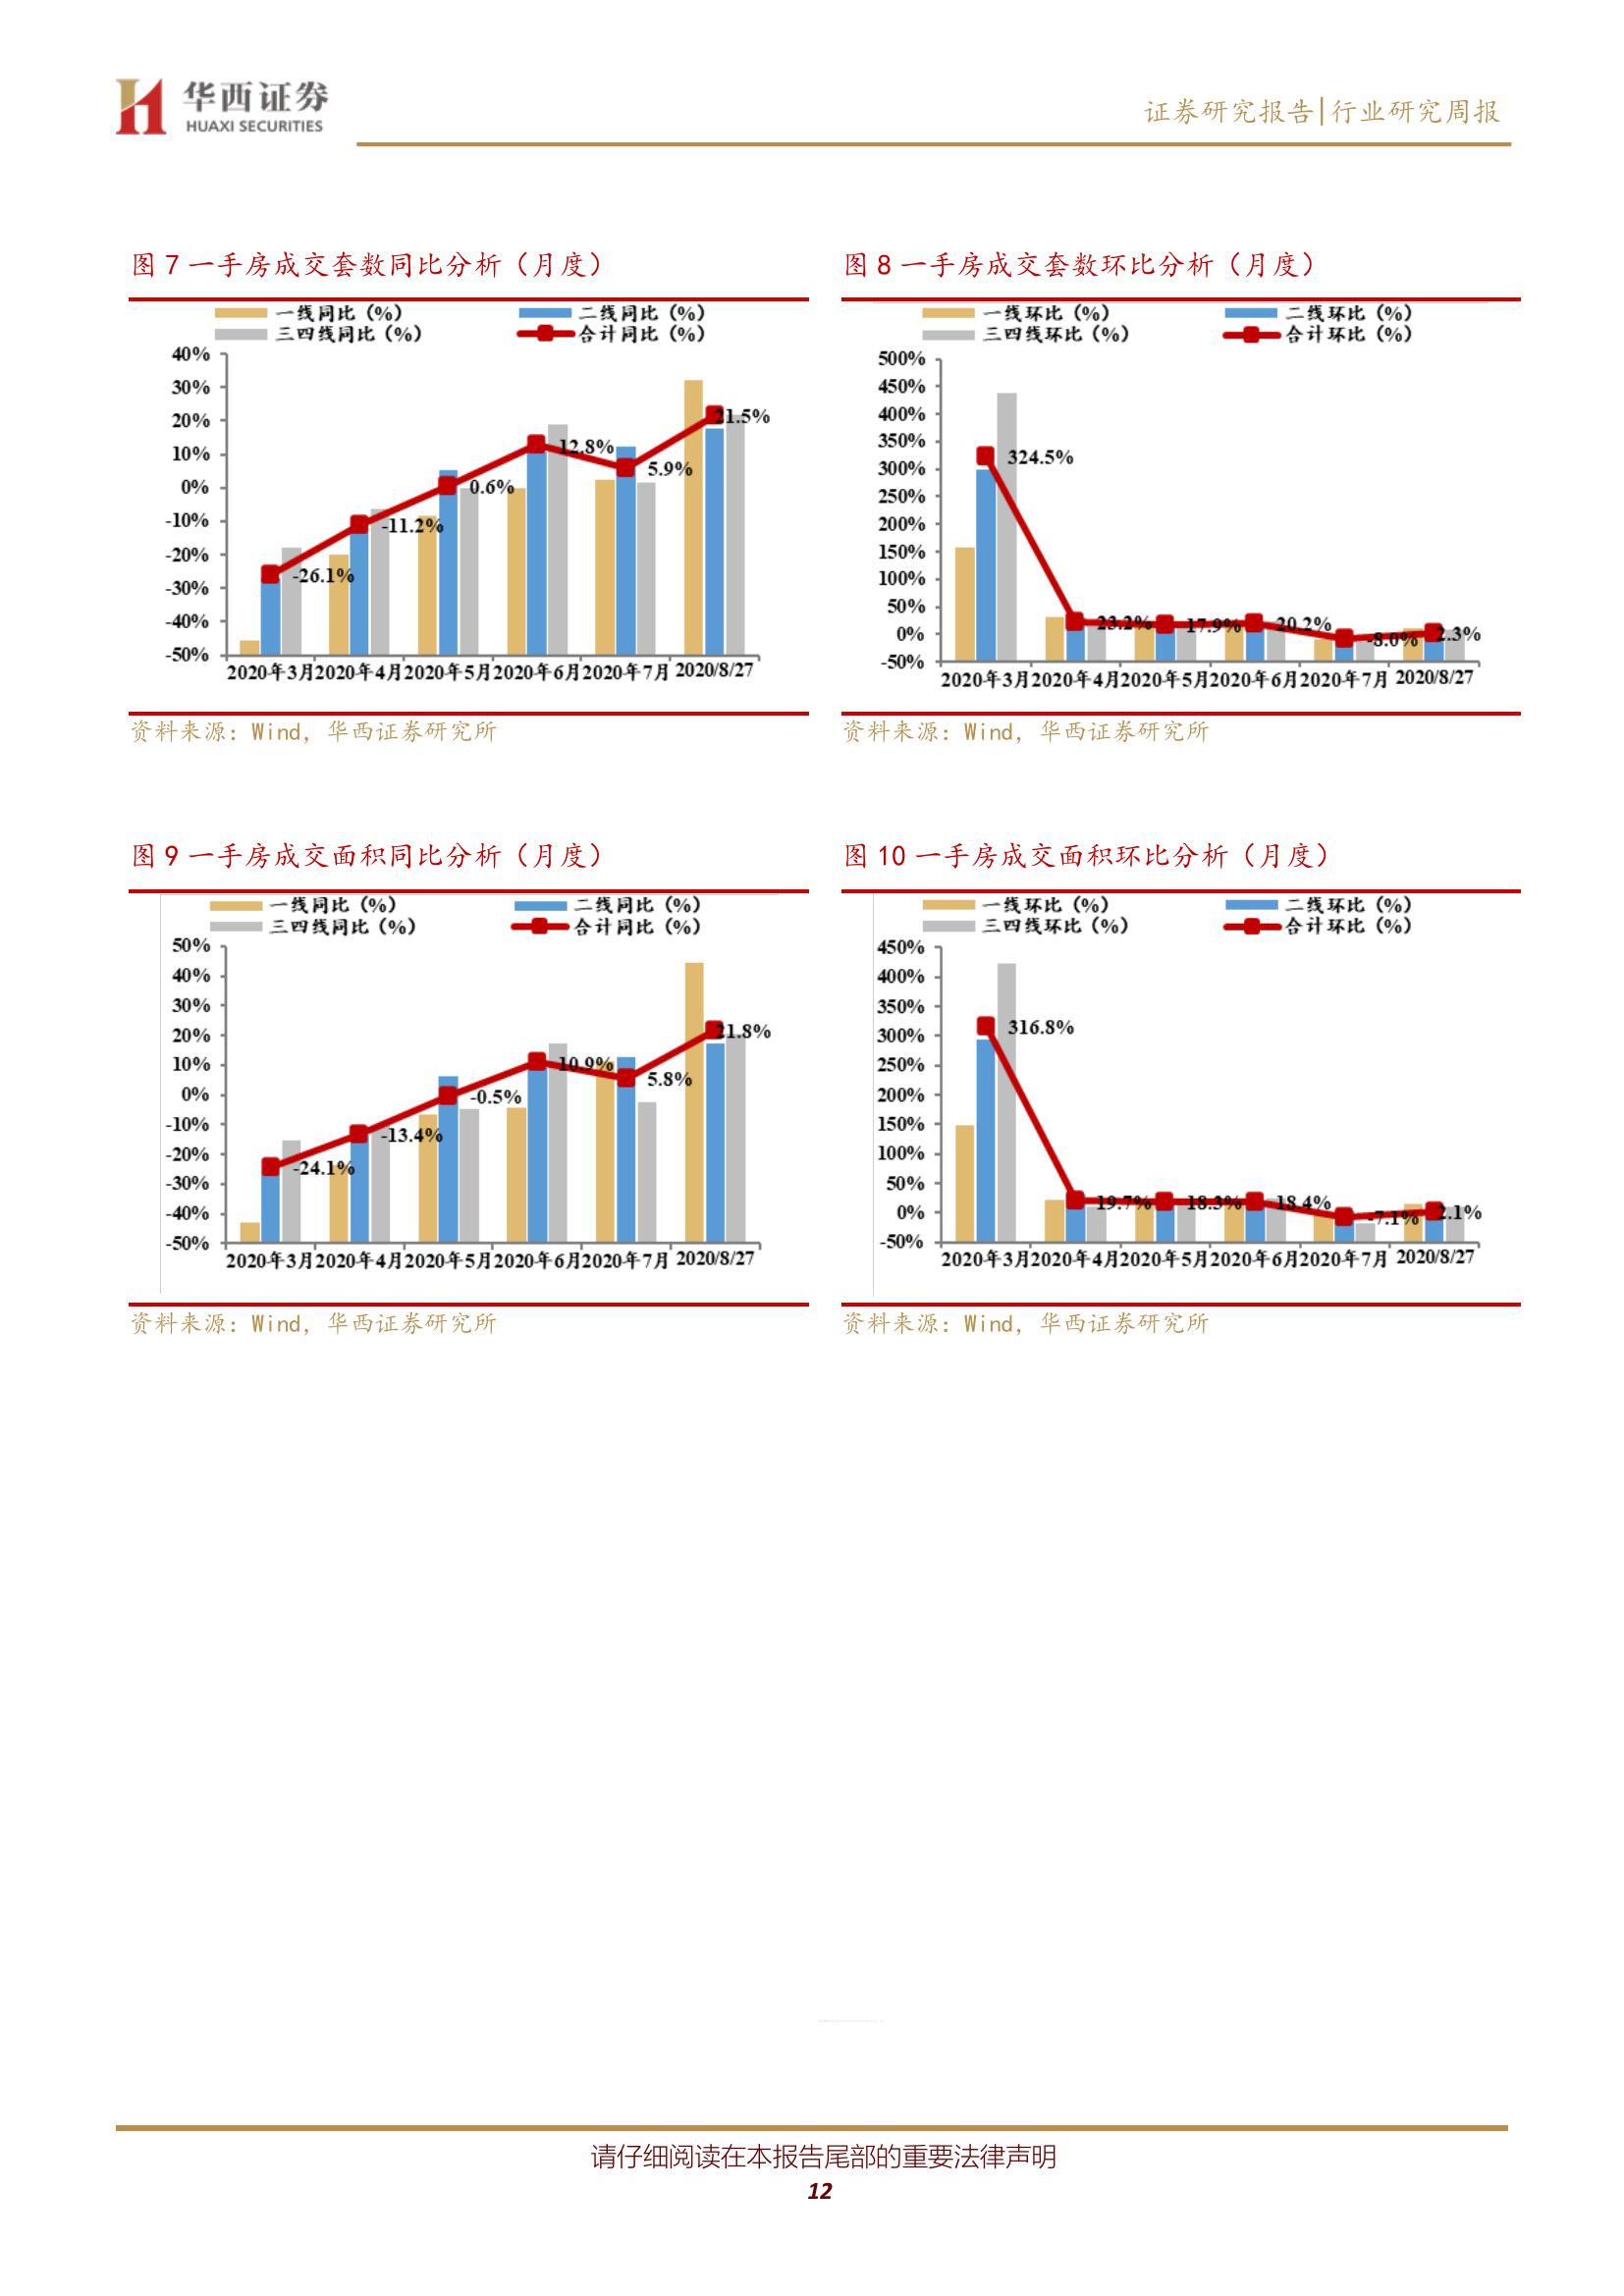 华西证券
HUAXI SECURITIES
证券研究报告|行业研究周报
图 7 一手房成交套数同比分析（月度）
一线同比（%）
二线同比（%）
三四线同比（%）
合计同比（%）
40%
30%
20%
10%
0%
-10%
-20%
-30%
-40%
-50%
-26.1%
-11.2%
0.6%
12.8%
5.9%
21.5%
2020年3月 2020年4月 2020年5月 2020年6月 2020年7月 2020/8/27
资料来源：Wind，华西证券研究所
图 8 一手房成交套数环比分析（月度）
一线环比（%）
二线环比（%）
三四线环比（%）
合计环比（%）
500%
450%
400%
350%
300%
250%
200%
150%
100%
50%
0%
-50%
324.5%
23.2%
17.9%
20.2%
-8.0%
2.3%
2020年3月 2020年4月 2020年5月 2020年6月 2020年7月 2020/8/27
资料来源：Wind，华西证券研究所
图 9 一手房成交面积同比分析（月度）
一线同比（%）
二线同比（%）
三四线同比（%）
合计同比（%）
50%
40%
30%
20%
10%
0%
-10%
-20%
-30%
-40%
-50%
-24.1%
-13.4%
-0.5%
10.9%
5.8%
21.8%
2020年3月 2020年4月 2020年5月 2020年6月 2020年7月 2020/8/27
资料来源：Wind，华西证券研究所
图 10 一手房成交面积环比分析（月度）
一线环比（%）
二线环比（%）
三四线环比（%）
合计环比（%）
450%
400%
350%
300%
250%
200%
150%
100%
50%
0%
-50%
316.8%
19.7%
18.3%
18.4%
-7.1%
2.1%
2020年3月 2020年4月 2020年5月 2020年6月 2020年7月 2020/8/27
资料来源：Wind，华西证券研究所
请仔细阅读在本报告尾部的重要法律声明
12